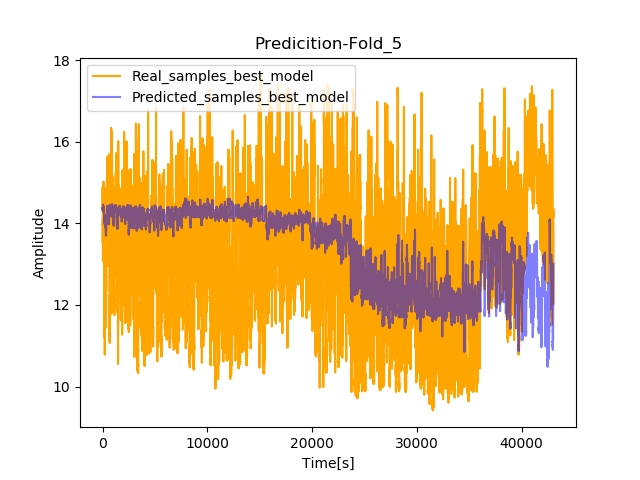 Predicition-Fold_5
Real_samples_best_model
Predicted_samples_best_model
Amplitude
18
16
14
12
10
0 10000 20000 30000 40000
Time[s]